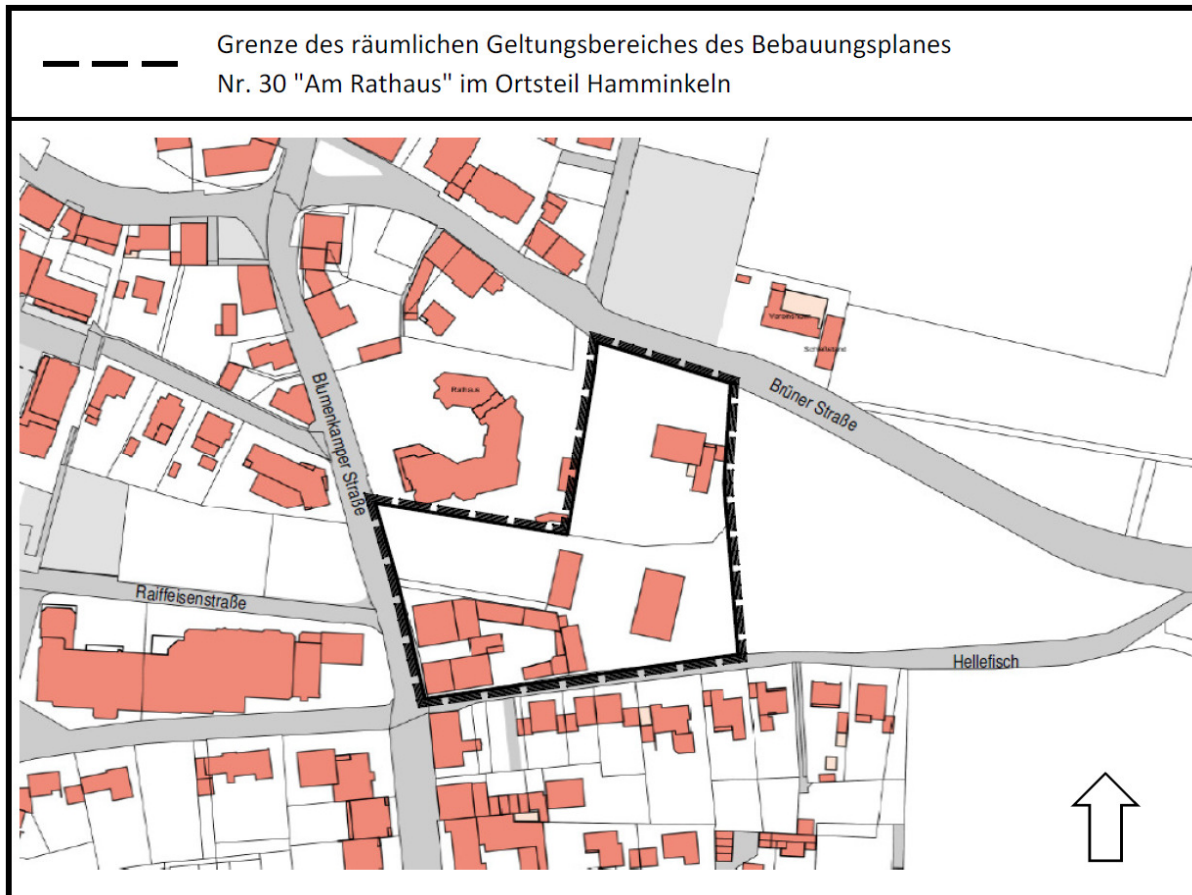 Grenze des räumlichen Geltungsbereiches des Bebauungsplanes
Nr. 30 "Am Rathaus" im Ortsteil Hamminkeln
Rathaus
Blumenkamper Straße
Brüner Straße
Raiffeisenstraße
Hellefisch